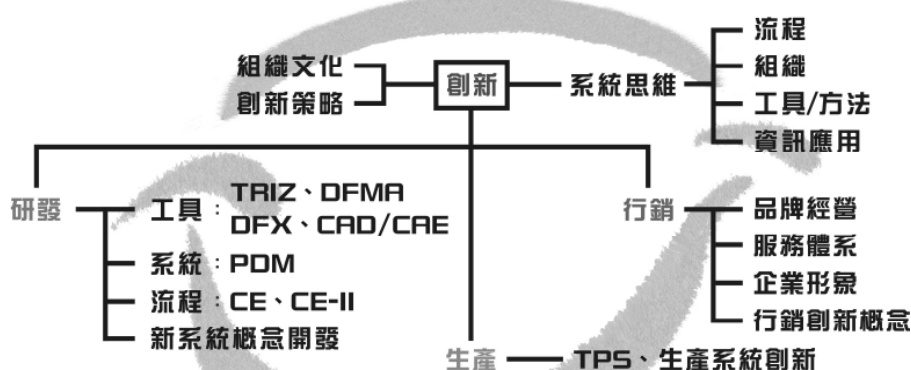 組織文化
創新策略
創新
系統思維
流程
組織
工具/方法
資訊應用
研發
工具：TRIZ、DFMA
DFX、CAD/CAE
系統：PDM
流程：CE、CE-II
新系統概念開發
行銷
品牌經營
服務體系
企業形象
行銷創新概念
生產
TPS、生產系統創新